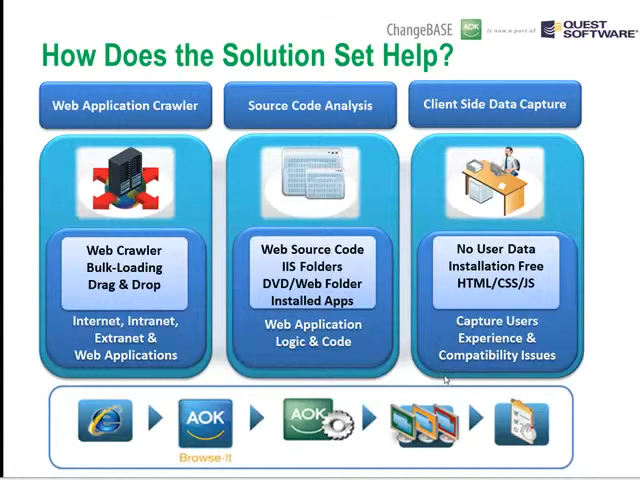 ChangeBASE AOK is now a part of QUEST
SOFTWARE®
How Does the Solution Set Help?
Web Application Crawler
Source Code Analysis
Client Side Data Capture
Web Crawler
Bulk-Loading
Drag & Drop
Internet, Intranet,
Extranet &
Web Applications
Web Source Code
IIS Folders
DVD/Web Folder
Installed Apps
Web Application
Logic & Code
No User Data
Installation Free
HTML/CSS/JS
Capture Users
Experience &
Compatibility Issues
AOK
Browse-It
AOK